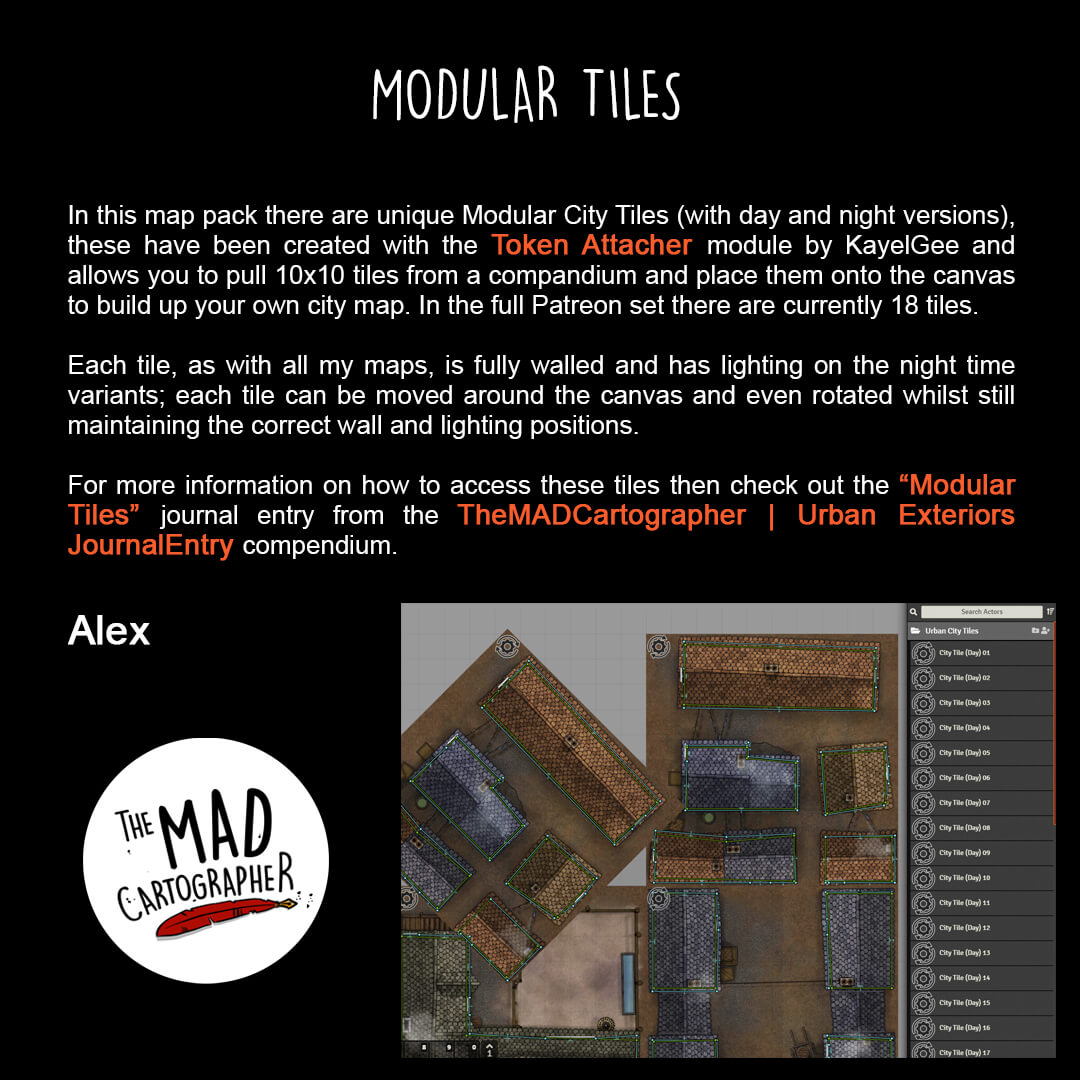 MODULAR TILES
In this map pack there are unique Modular City Tiles (with day and night versions),
these have been created with the Token Attacher module by KayelGee and
allows you to pull 10x10 tiles from a compandium and place them onto the canvas
to build up your own city map. In the full Patreon set there are currently 18 tiles.
Each tile, as with all my maps, is fully walled and has lighting on the night time
variants; each tile can be moved around the canvas and even rotated whilst still
maintaining the correct wall and lighting positions.
For more information on how to access these tiles then check out the “Modular
Tiles” journal entry from the TheMADCartographer | Urban Exteriors
JournalEntry compendium.
Alex
THE MAD
CARTOGRAPHER
Search Actors
Urban City Tiles
City Tile (Day) 01
City Tile (Day) 02
City Tile (Day) 03
City Tile (Day) 04
City Tile (Day) 05
City Tile (Day) 06
City Tile (Day) 07
City Tile (Day) 08
City Tile (Day) 09
City Tile (Day) 10
City Tile (Day) 11
City Tile (Day) 12
City Tile (Day) 13
City Tile (Day) 14
City Tile (Day) 15
City Tile (Day) 16
City Tile (Day) 17
8 9 0 1